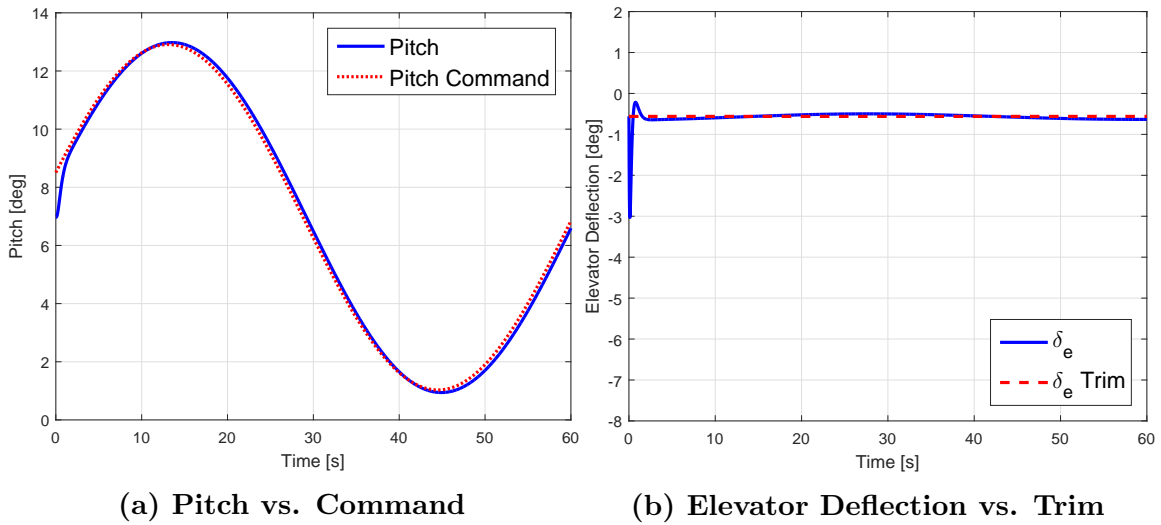 14
12
10
8
6
4
2
0
Pitch [deg]
Pitch
Pitch Command
0 10 20 30 40 50 60
Time [s]
(a) Pitch vs. Command
2
1
0
-1
-2
-3
-4
-5
-6
-7
-8
Elevator Deflection [deg]
δe
δe Trim
0 10 20 30 40 50 60
Time [s]
(b) Elevator Deflection vs. Trim